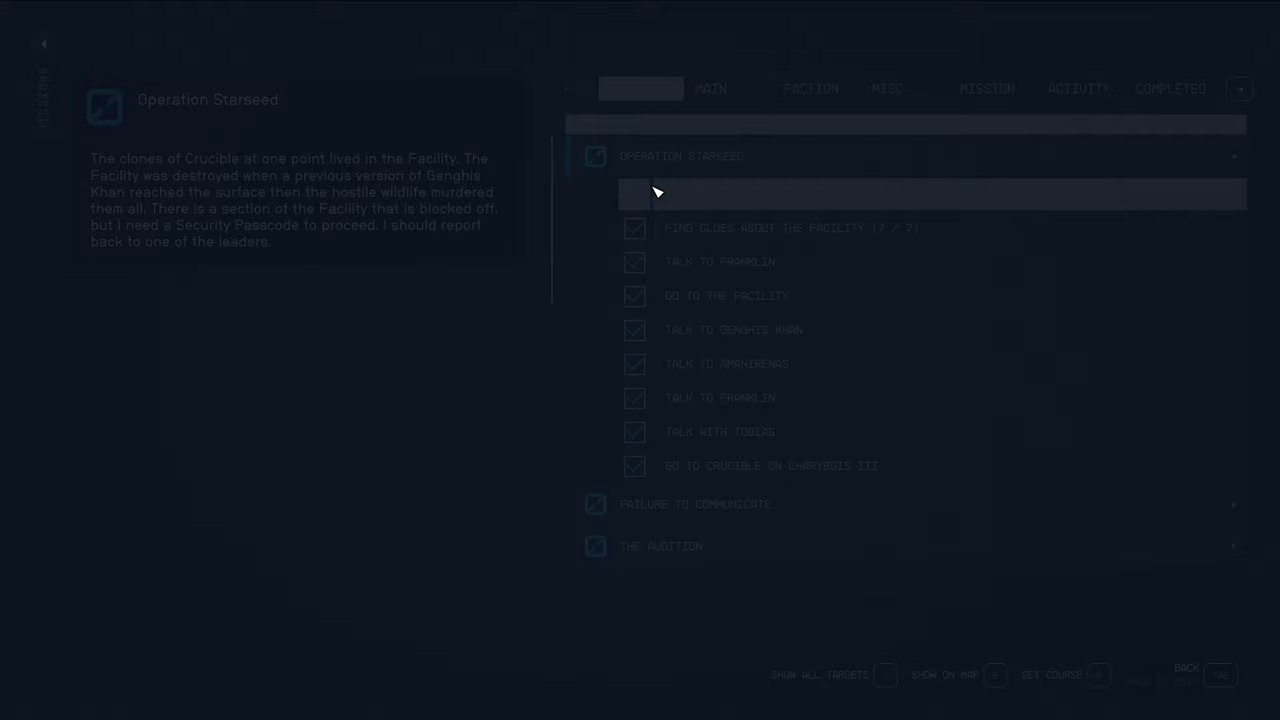 MISSIONS
Operation Starseed
The clones of Crucible at one point lived in the Facility. The
Facility was destroyed when a previous version of Genghis
Khan reached the surface then the hostile wildlife murdered
them all. There is a section of the Facility that is blocked off,
but I need a Security Passcode to proceed. I should report
back to one of the leaders.
MAIN FACTION MISC MISSION ACTIVITY COMPLETED
OPERATION STARSEED
FIND CLUES ABOUT THE FACILITY (7 / 7)
TALK TO FRANKLIN
GO TO THE FACILITY
TALK TO GENGHIS KHAN
TALK TO AMANIRENAS
TALK TO FRANKLIN
TALK WITH TOBIAS
GO TO CRUCIBLE ON CHARYBDIS III
FAILURE TO COMMUNICATE
THE AUDITION
SHOW ALL TARGETS SHOW ON MAP SET COURSE BACK TAB